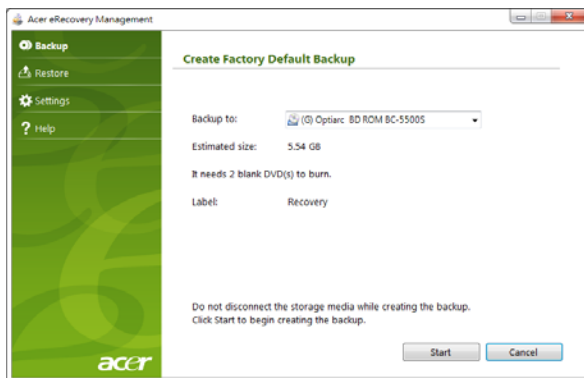 Acer eRecovery Management
Backup
Restore
Settings
Help
Create Factory Default Backup
Backup to: (G) Optiarc BD ROM BC-5500S
Estimated size: 5.54 GB
It needs 2 blank DVD(s) to burn.
Label: Recovery
Do not disconnect the storage media while creating the backup.
Click Start to begin creating the backup.
Start Cancel
acer